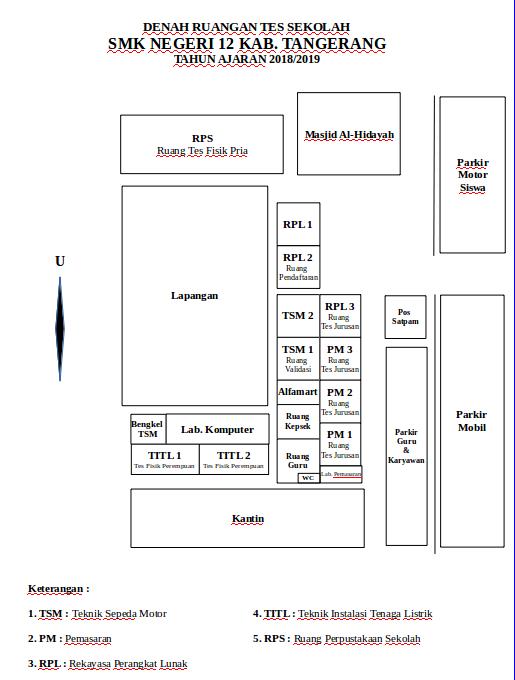 DENAH RUANGAN TES SEKOLAH
SMK NEGERI 12 KAB. TANGERANG
TAHUN AJARAN 2018/2019
RPS
Ruang Tes Fisik Pria
Masjid Al-Hidayah
Parkir
Motor
Siswa
U
Lapangan
RPL 1
RPL 2
Ruang
Pendaftaran
TSM 2
RPL 3
Ruang
Tes Jurusan
TSM 1
Ruang
Validasi
PM 3
Ruang
Tes Jurusan
Alfamart
PM 2
Ruang
Tes Jurusan
Ruang
Kepsek
PM 1
Ruang
Tes Jurusan
Ruang
Guru
WC
Lab. Pemasaran
Pos
Satpam
Parkir
Guru
&
Karyawan
Parkir
Mobil
Bengkel
TSM
Lab. Komputer
TITL 1
Tes Fisik Perempuan
TITL 2
Tes Fisik Perempuan
Kantin
Keterangan :
1. TSM : Teknik Sepeda Motor
2. PM : Pemasaran
3. RPL : Rekayasa Perangkat Lunak
4. TITL : Teknik Instalasi Tenaga Listrik
5. RPS : Ruang Perpustakaan Sekolah